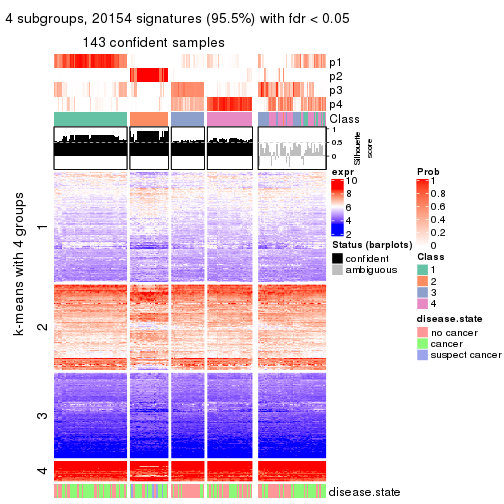 4 subgroups, 20154 signatures (95.5%) with fdr < 0.05
143 confident samples
p1
p2
p3
p4
Class
1
0.5
0
Silhouette
score
k-means with 4 groups
1
2
3
4
disease.state
expr
10
8
6
4
2
Status (barplots)
confident
ambiguous
Prob
1
0.8
0.6
0.4
0.2
0
Class
1
2
3
4
disease.state
no cancer
cancer
suspect cancer